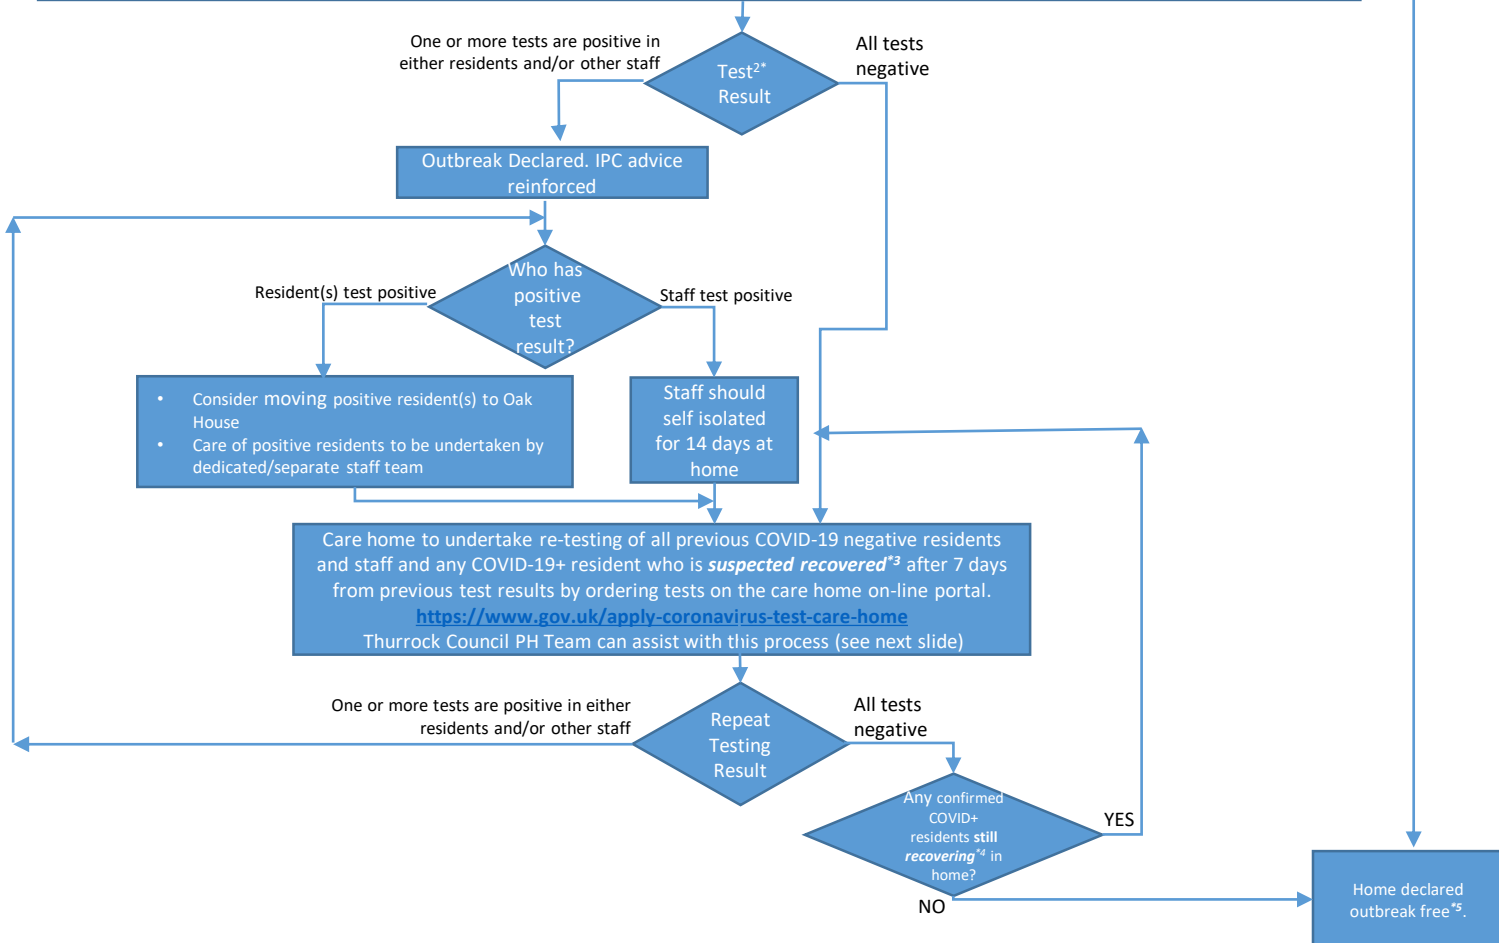 One or more tests are positive in
either residents and/or other staff
All tests
negative
Test2*
Result
Outbreak Declared. IPC advice
reinforced
Who has
positive
test
result?
Resident(s) test positive
Staff test positive
• Consider moving positive resident(s) to Oak
House
• Care of positive residents to be undertaken by
dedicated/separate staff team
Staff should
self isolated
for 14 days at
home
Care home to undertake re-testing of all previous COVID-19 negative residents
and staff and any COVID-19+ resident who is suspected recovered*3 after 7 days
from previous test results by ordering tests on the care home on-line portal.
https://www.gov.uk/apply-coronavirus-test-care-home
Thurrock Council PH Team can assist with this process (see next slide)
One or more tests are positive in either
residents and/or other staff
Repeat
Testing
Result
All tests
negative
Any confirmed
COVID+
residents still
recovering*4 in
home?
YES
NO
Home declared
outbreak free*5.